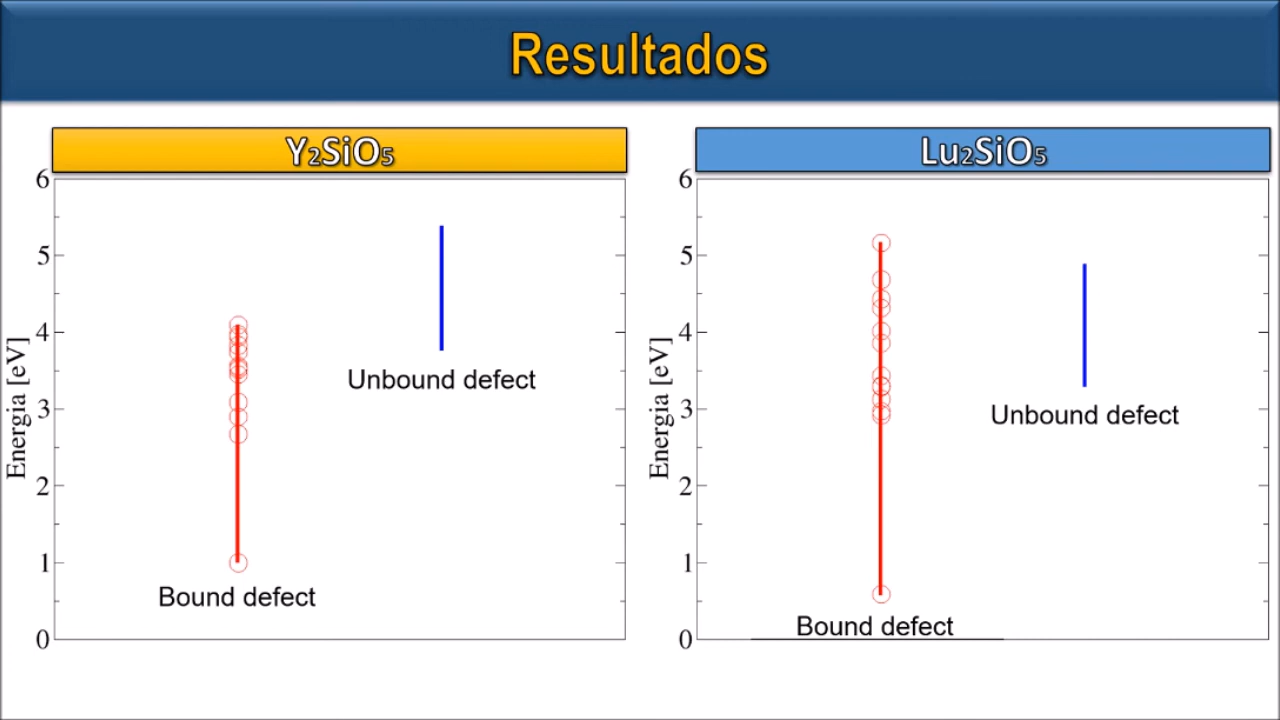 Resultados
Y₂SiO₅
6
5
4
3
2
1
0
Energia [eV]
Unbound defect
Bound defect
Lu₂SiO₅
6
5
4
3
2
1
0
Energia [eV]
Unbound defect
Bound defect